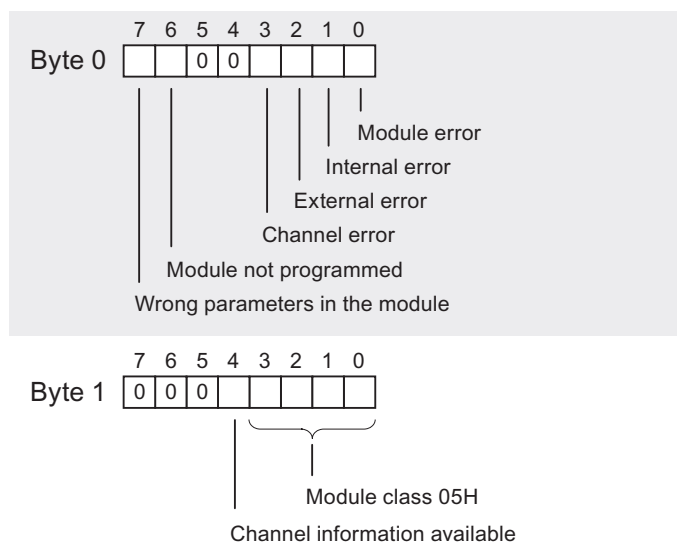 7 6 5 4 3 2 1 0
Byte 0 0 0
Module error
Internal error
External error
Channel error
Module not programmed
Wrong parameters in the module
7 6 5 4 3 2 1 0
Byte 1 0 0 0
Module class 05H
Channel information available